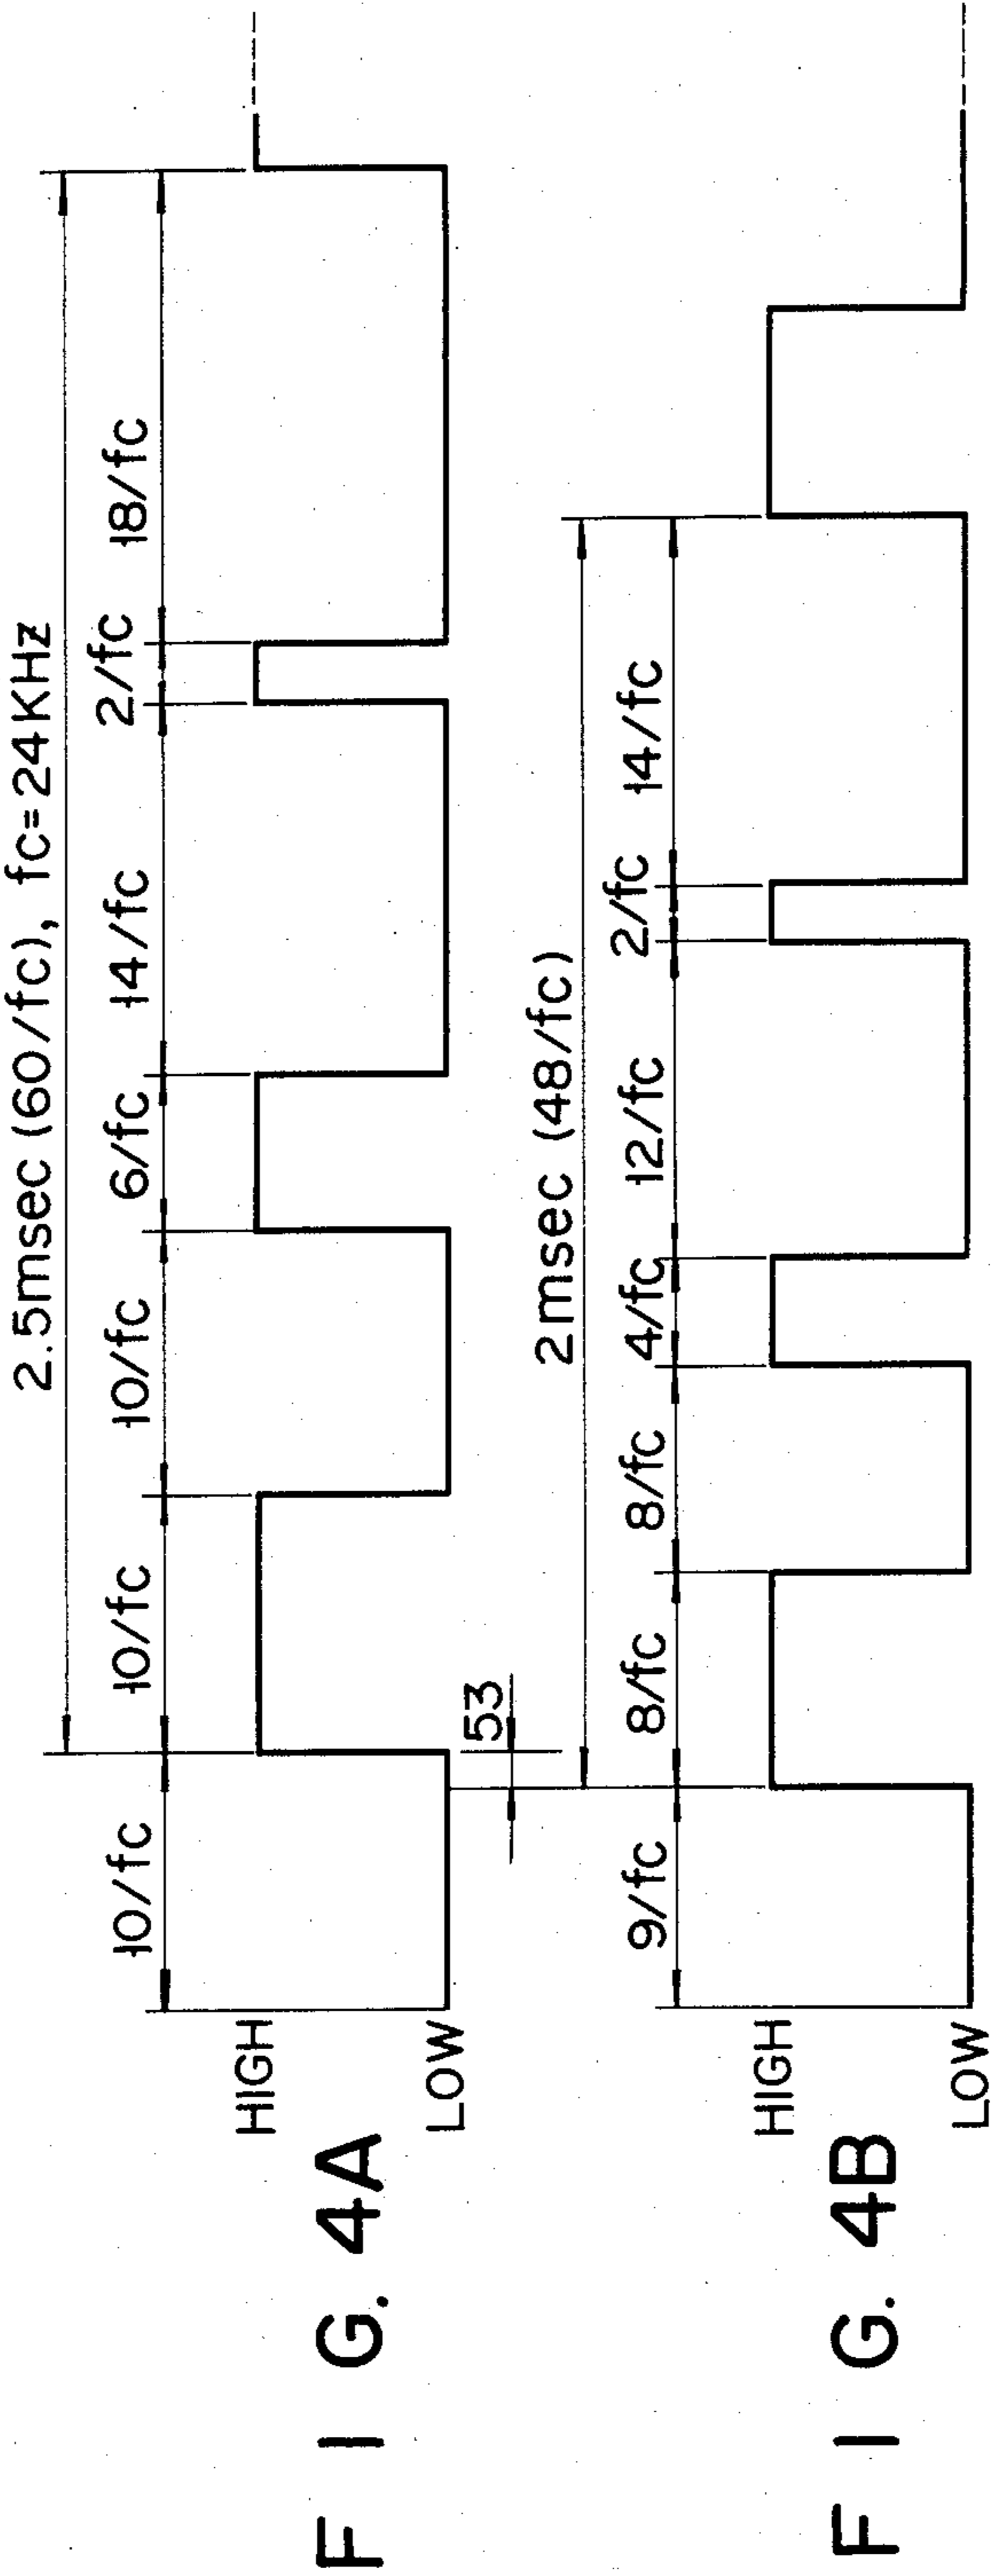 2.5msec (60/fc), fc=24KHz
10/fc 10/fc 10/fc 6/fc 14/fc 2/fc 18/fc
HIGH
LOW
F I G. 4A
53
2msec (48/fc)
9/fc 8/fc 8/fc 4/fc 12/fc 2/fc 14/fc
HIGH
LOW
F I G. 4B